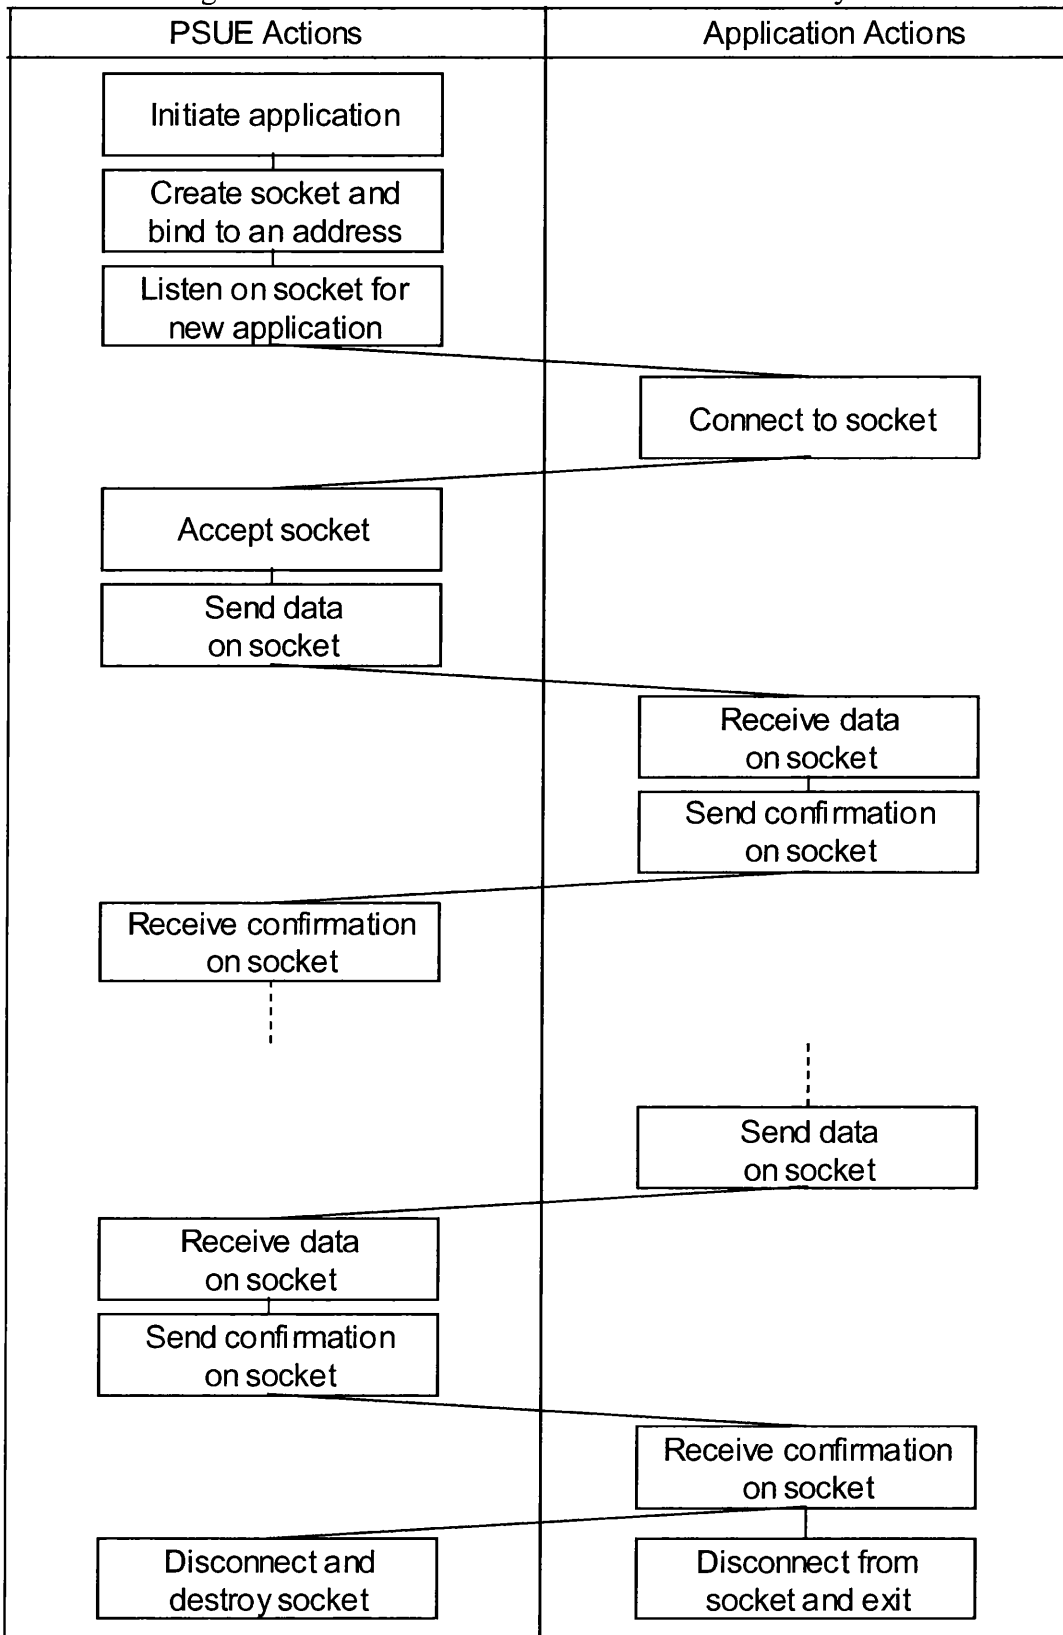 PSUE Actions
Application Actions
Initiate application
Create socket and
bind to an address
Listen on socket for
new application
Connect to socket
Accept socket
Send data
on socket
Receive data
on socket
Send confirmation
on socket
Receive confirmation
on socket
Send data
on socket
Receive data
on socket
Send confirmation
on socket
Receive confirmation
on socket
Disconnect and
destroy socket
Disconnect from
socket and exit